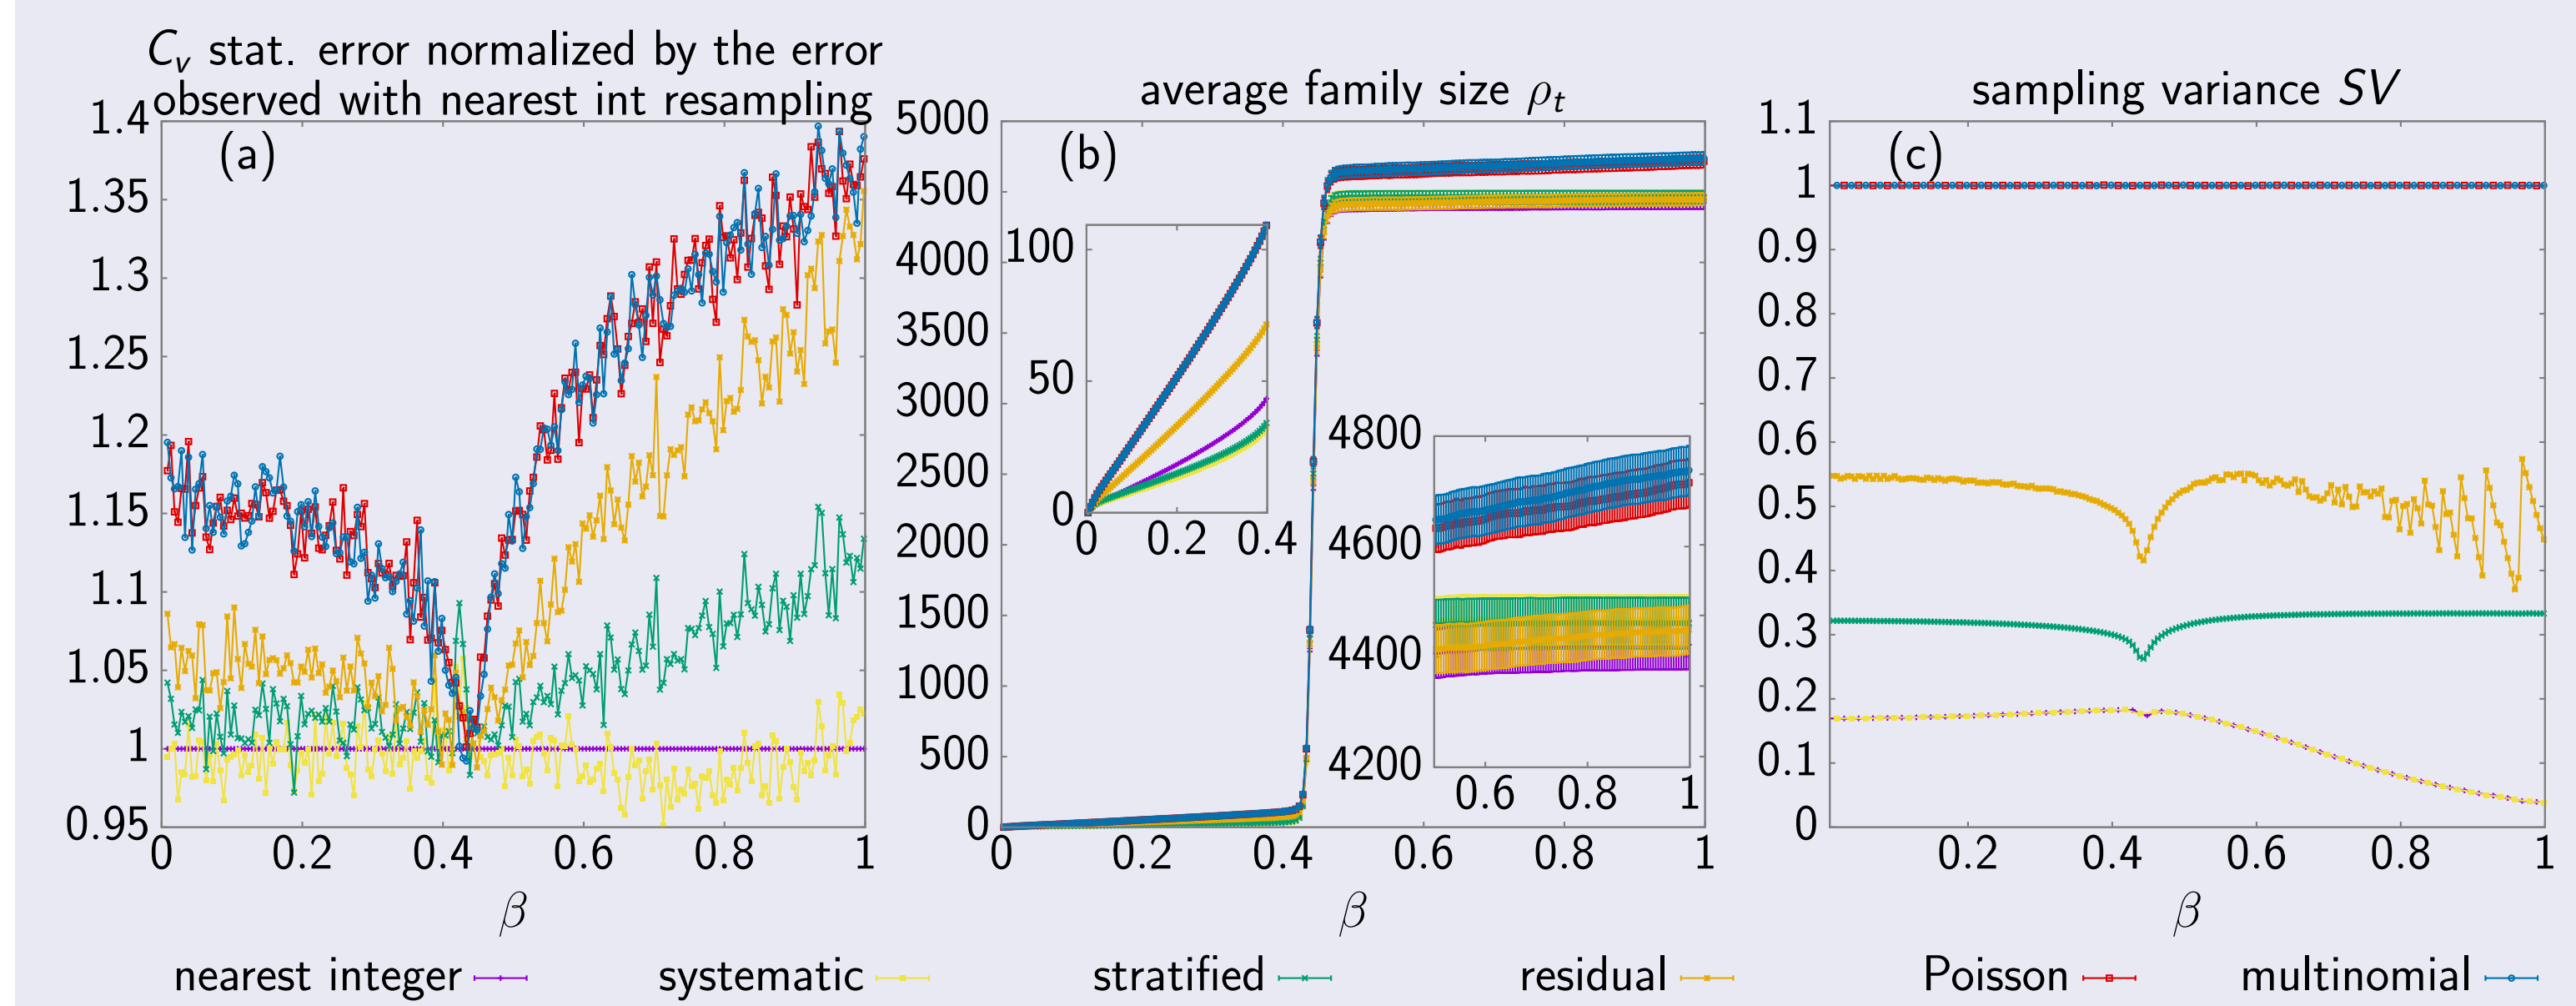 Cv stat. error normalized by the error
observed with nearest int resampling
average family size ρt
sampling variance SV
(a)
1.4
1.35
1.3
1.25
1.2
1.15
1.1
1.05
1
0.95
0 0.2 0.4 0.6 0.8 1
β
(b)
5000
4500
4000
3500
3000
2500
2000
1500
1000
500
0
0 0.2 0.4 0.6 0.8 1
β
100
50
0
0 0.2 0.4
4800
4600
4400
4200
0.6 0.8 1
(c)
1.1
1
0.9
0.8
0.7
0.6
0.5
0.4
0.3
0.2
0.1
0
0.2 0.4 0.6 0.8 1
β
nearest integer systematic stratified residual Poisson multinomial